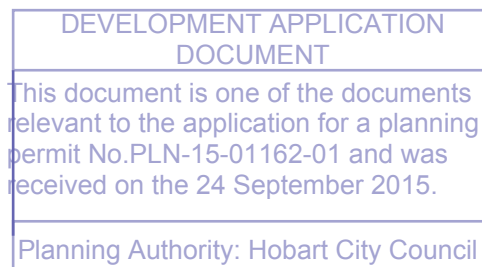 DEVELOPMENT APPLICATION
DOCUMENT
This document is one of the documents
relevant to the application for a planning
permit No.PLN-15-01162-01 and was
received on the 24 September 2015.
Planning Authority: Hobart City Council